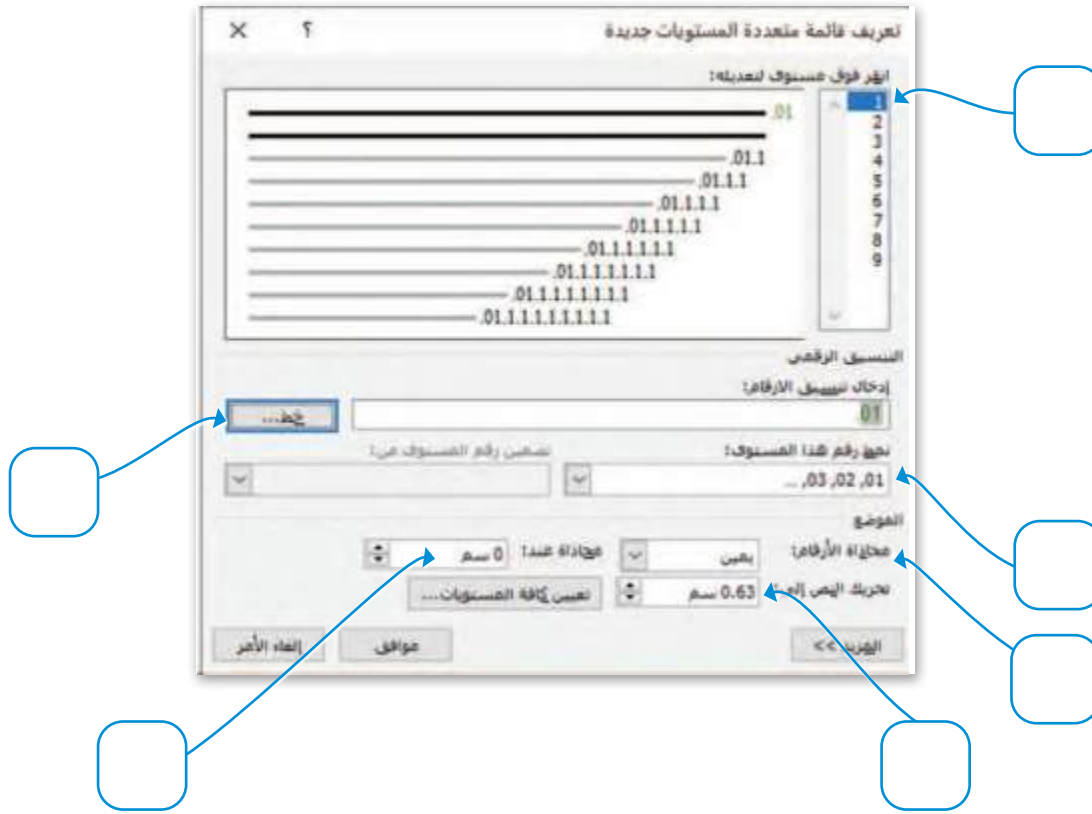 تعريف قائمة متعددة المستويات جديدة ؟ ×
انقر فوق مستوى لتعديله:
1
2
3
4
5
6
7
8
9
.01
.01.1
.01.1.1
.01.1.1.1
.01.1.1.1.1
.01.1.1.1.1.1
.01.1.1.1.1.1.1
.01.1.1.1.1.1.1.1
.01.1.1.1.1.1.1.1.1
التنسيق الرقمي
إدخال تنسيق الأرقام:
01 خط...
نمط رقم هذا المستوى: تضمين رقم المستوى من:
01, 02, 03, ...
الموضع
محاذاة الأرقام: يمين محاذاة عند: 0 سم
تحريك النص إلى: 0.63 سم تعيين كافة المستويات...
المزيد >> موافق إلغاء الأمر